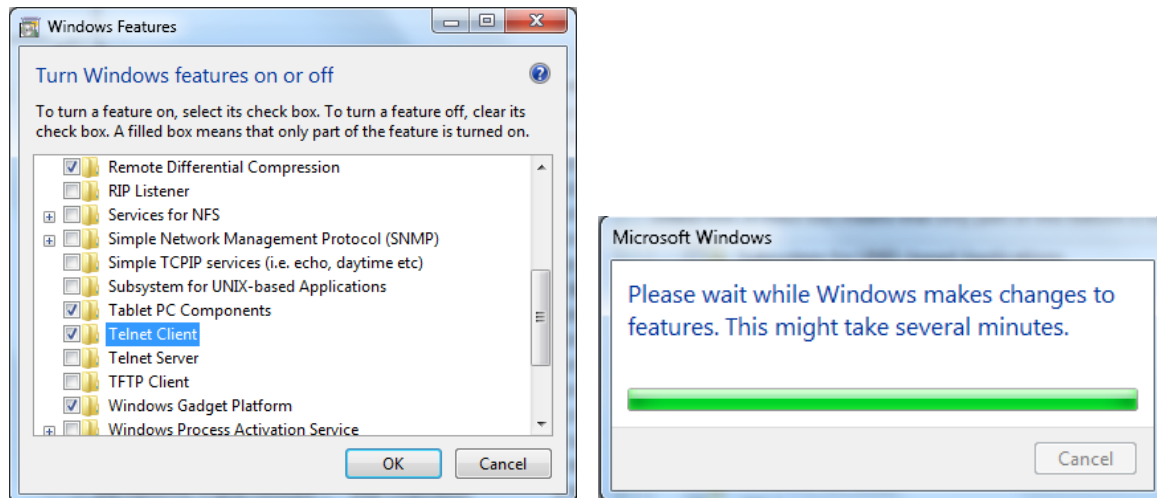 Windows Features
Turn Windows features on or off
To turn a feature on, select its check box. To turn a feature off, clear its
check box. A filled box means that only part of the feature is turned on.
Remote Differential Compression
RIP Listener
Services for NFS
Simple Network Management Protocol (SNMP)
Simple TCPIP services (i.e. echo, daytime etc)
Subsystem for UNIX-based Applications
Tablet PC Components
Telnet Client
Telnet Server
TFTP Client
Windows Gadget Platform
Windows Process Activation Service
OK
Cancel
Microsoft Windows
Please wait while Windows makes changes to
features. This might take several minutes.
Cancel